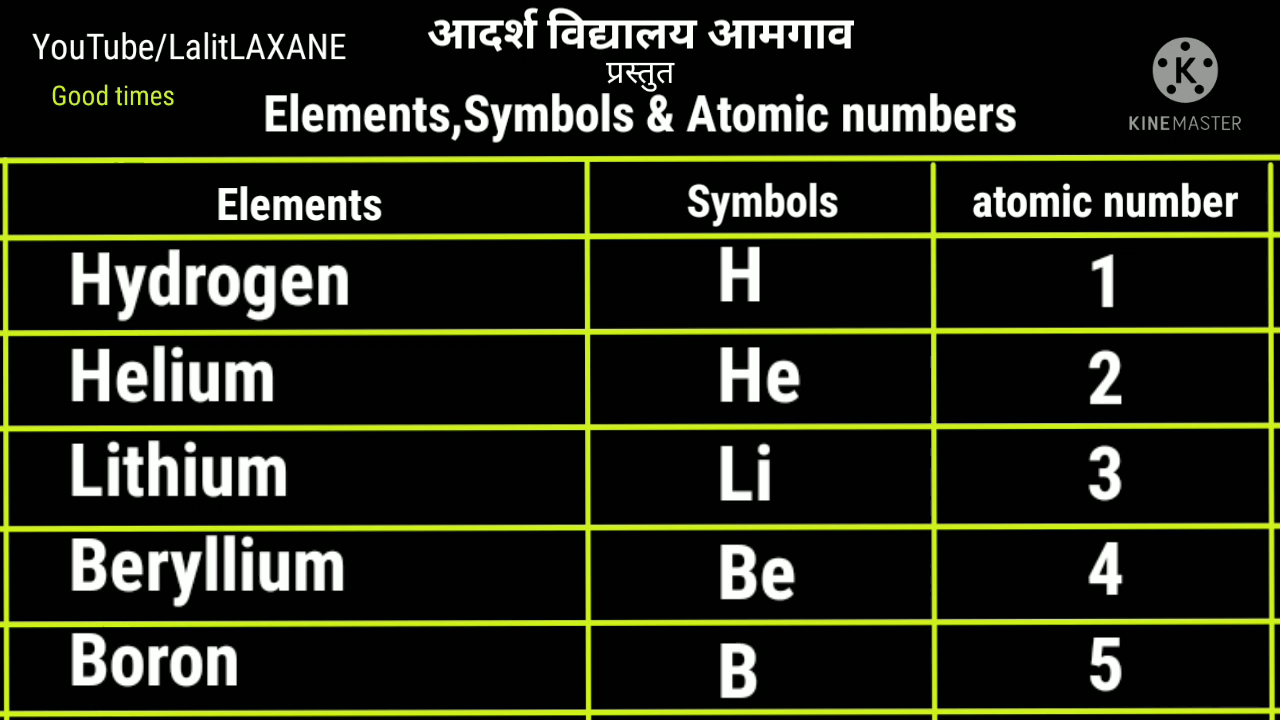 YouTube/LalitLAXANE
Good times
आदर्श विद्यालय आमगाव
प्रस्तुत
Elements,Symbols & Atomic numbers
K
KINEMASTER
Elements Symbols atomic number
Hydrogen H 1
Helium He 2
Lithium Li 3
Beryllium Be 4
Boron B 5